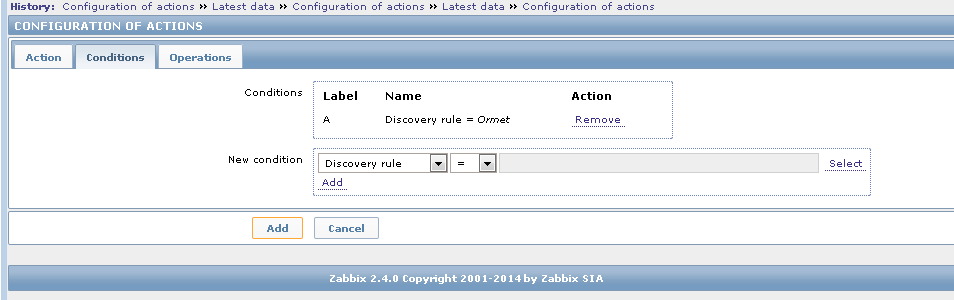 History: Configuration of actions » Latest data » Configuration of actions » Latest data » Configuration of actions
CONFIGURATION OF ACTIONS
Action Conditions Operations
Conditions
Label Name Action
A Discovery rule = Ormet Remove
New condition
Discovery rule = Select
Add
Add Cancel
Zabbix 2.4.0 Copyright 2001-2014 by Zabbix SIA